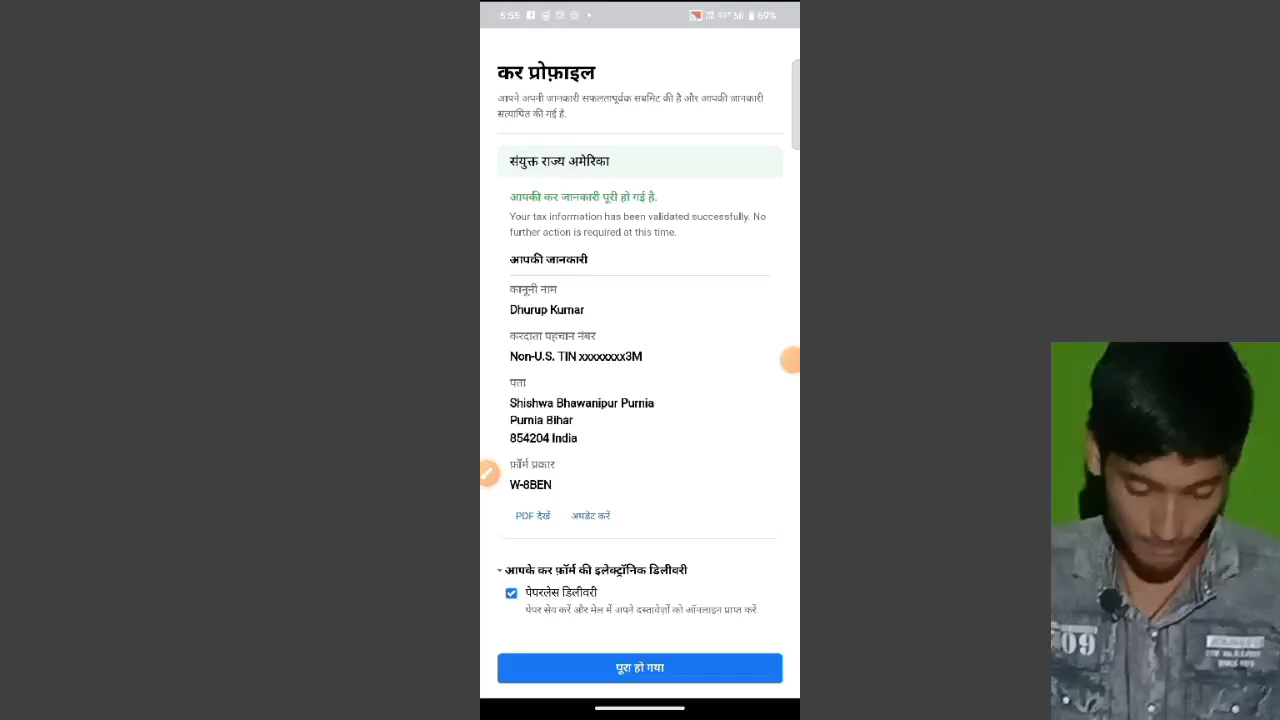 5:55
4G+
69%
कर प्रोफ़ाइल
आपने अपनी जानकारी सफलतापूर्वक सबमिट की है और आपकी जानकारी
सत्यापित की गई है.
संयुक्त राज्य अमेरिका
आपकी कर जानकारी पूरी हो गई है.
Your tax information has been validated successfully. No
further action is required at this time.
आपकी जानकारी
कानूनी नाम
Dhurup Kumar
करदाता पहचान नंबर
Non-U.S. TIN xxxxxxxx3M
पता
Shishwa Bhawanipur Purnia
Purnia Bihar
854204 India
फ़ॉर्म प्रकार
W-8BEN
PDF देखें
अपडेट करें
आपके कर फ़ॉर्म की इलेक्ट्रॉनिक डिलीवरी
पेपरलेस डिलीवरी
पेपर सेव करें और मेल में अपने दस्तावेज़ों को ऑनलाइन प्राप्त करें.
पूरा हो गया
09